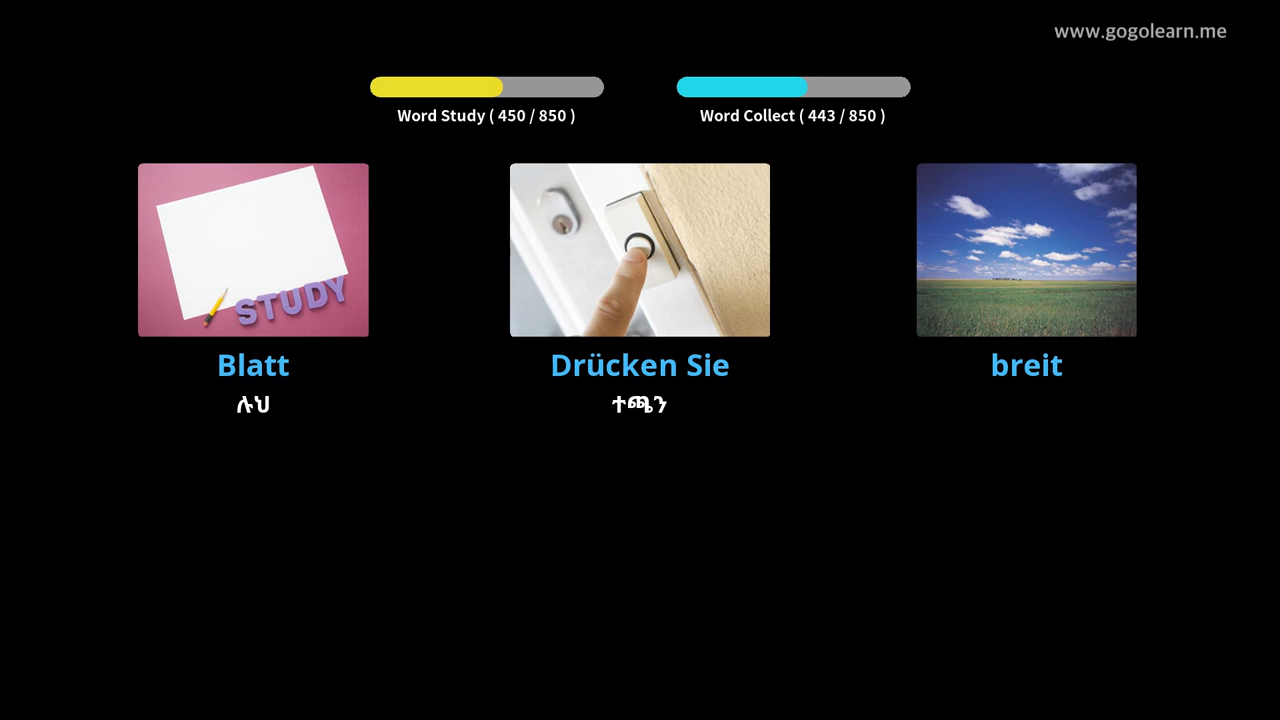 www.gogolearn.me
Word Study ( 450 / 850 )
Word Collect ( 443 / 850 )
STUDY
Blatt
Drücken Sie
breit
ሉህ
ተጫን